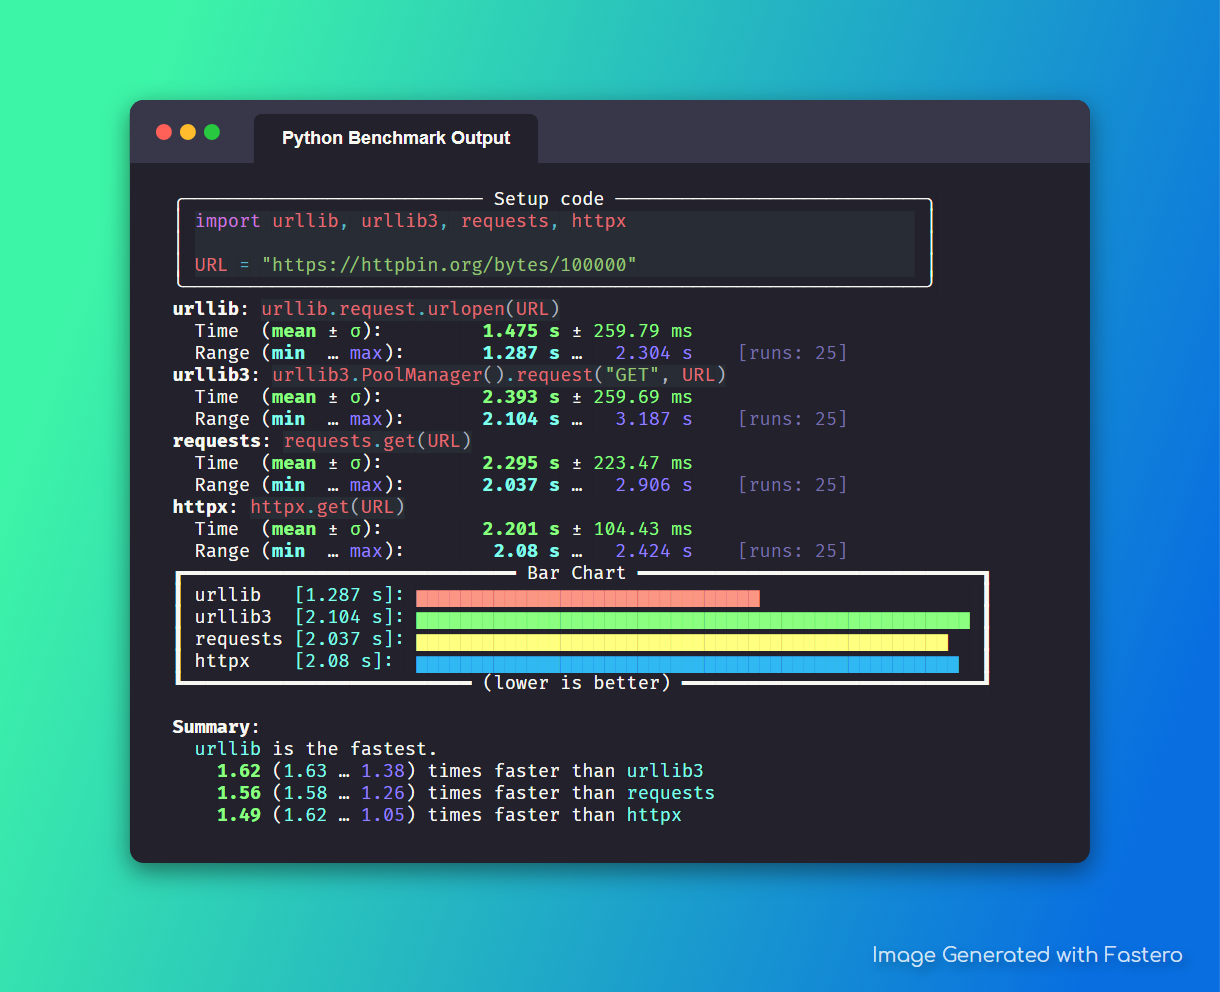 Python Benchmark Output
Setup code
import urllib, urllib3, requests, httpx
URL = "https://httpbin.org/bytes/100000"
urllib: urllib.request.urlopen(URL)
Time (mean ± σ): 1.475 s ± 259.79 ms
Range (min … max): 1.287 s … 2.304 s [runs: 25]
urllib3: urllib3.PoolManager().request("GET", URL)
Time (mean ± σ): 2.393 s ± 259.69 ms
Range (min … max): 2.104 s … 3.187 s [runs: 25]
requests: requests.get(URL)
Time (mean ± σ): 2.295 s ± 223.47 ms
Range (min … max): 2.037 s … 2.906 s [runs: 25]
httpx: httpx.get(URL)
Time (mean ± σ): 2.201 s ± 104.43 ms
Range (min … max): 2.08 s … 2.424 s [runs: 25]
Bar Chart
urllib [1.287 s]:
urllib3 [2.104 s]:
requests [2.037 s]:
httpx [2.08 s]:
(lower is better)
Summary:
urllib is the fastest.
1.62 (1.63 … 1.38) times faster than urllib3
1.56 (1.58 … 1.26) times faster than requests
1.49 (1.62 … 1.05) times faster than httpx
Image Generated with Fastero